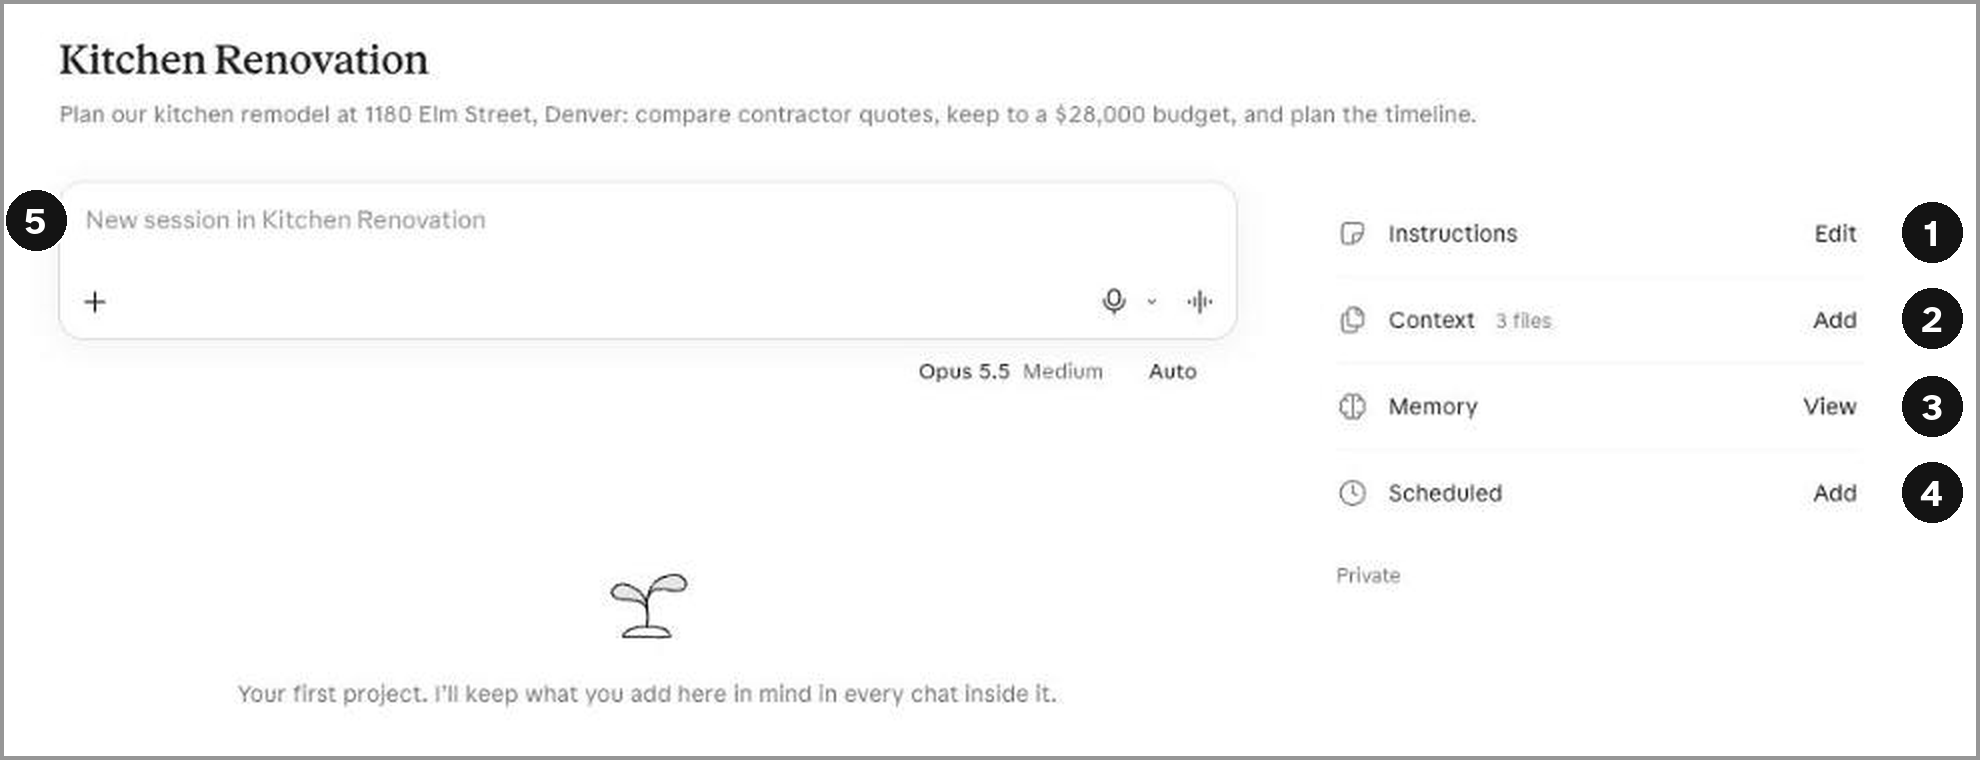 Kitchen Renovation
Plan our kitchen remodel at 1180 Elm Street, Denver: compare contractor quotes, keep to a $28,000 budget, and plan the timeline.
5
New session in Kitchen Renovation
Opus 5.5 Medium Auto
Instructions Edit 1
Context 3 files Add 2
Memory View 3
Scheduled Add 4
Private
Your first project. I'll keep what you add here in mind in every chat inside it.